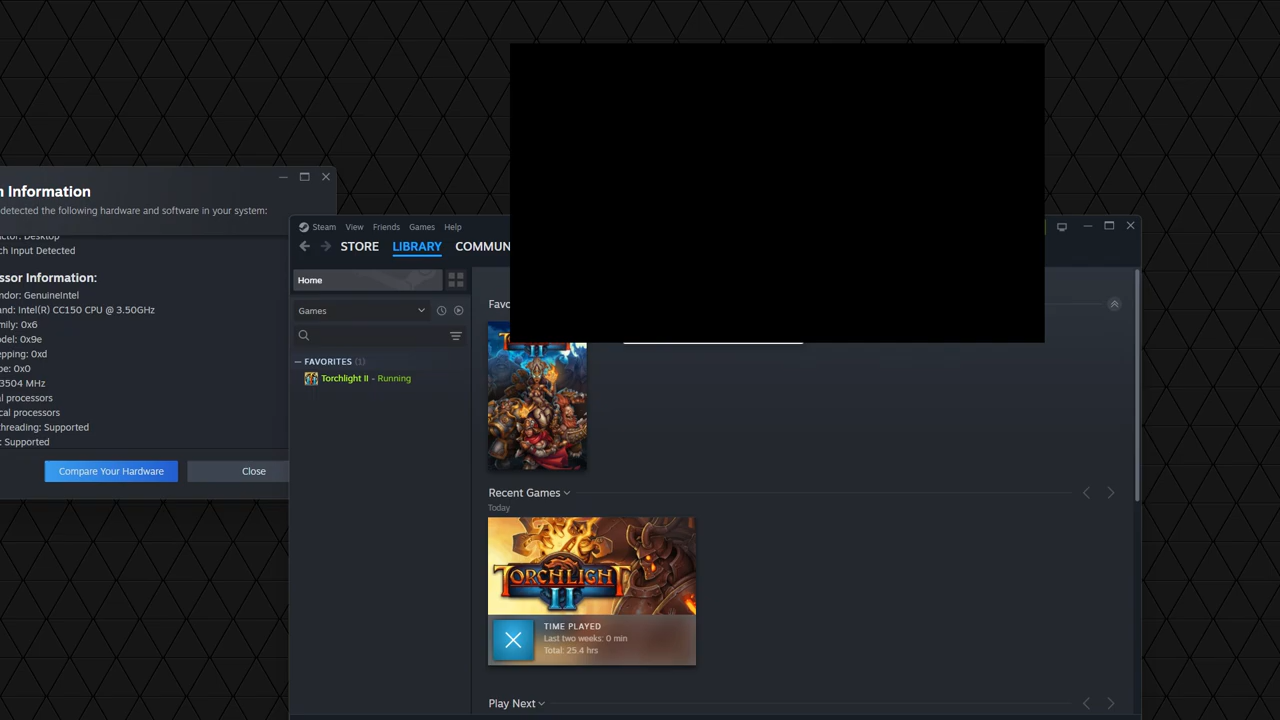 n Information
detected the following hardware and software in your system:
ctor: Desktop
ch Input Detected
ssor Information:
ndor: GenuineIntel
and: Intel(R) CC150 CPU @ 3.50GHz
mily: 0x6
odel: 0x9e
epping: 0xd
pe: 0x0
3504 MHz
al processors
cal processors
threading: Supported
: Supported
Compare Your Hardware
Close
Steam View Friends Games Help
STORE LIBRARY COMMUN
Home
Games
FAVORITES (1)
Torchlight II - Running
Favo
II
Recent Games
Today
TORCHLIGHT
II
TIME PLAYED
Last two weeks: 0 min
Total: 25.4 hrs
Play Next